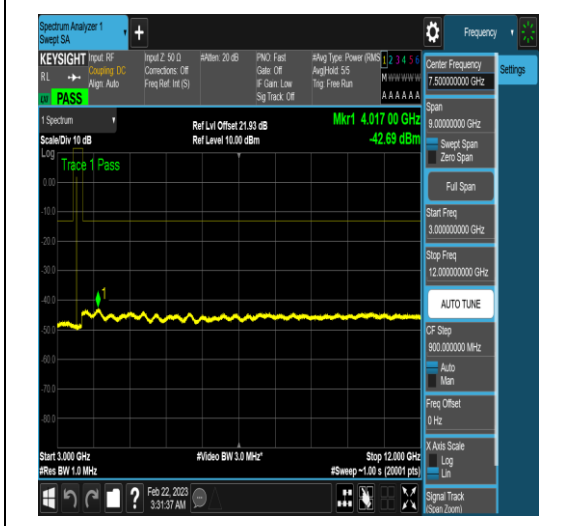 Spectrum Analyzer 1
Swept SA
Frequency
KEYSIGHT
RL
PASS
Input: RF
Coupling: DC
Align: Auto
Input Z: 50 Ω
Corrections: Off
Freq Ref: Int (S)
#Atten: 20 dB
PNO: Fast
Gate: Off
IF Gain: Low
Sig Track: Off
#Avg Type: Power (RMS)
Avg|Hold: 5/5
Trig: Free Run
1 2 3 4 5 6
M W W W W W
A A A A A A
1 Spectrum
Scale/Div 10 dB
Ref Lvl Offset 21.93 dB
Ref Level 10.00 dBm
Mkr1 4.017 00 GHz
-42.69 dBm
Log
Trace 1 Pass
0.00
-10.0
-20.0
-30.0
-40.0
-50.0
-60.0
-70.0
-80.0
1
Start 3.000 GHz
#Res BW 1.0 MHz
#Video BW 3.0 MHz*
Stop 12.000 GHz
#Sweep ~1.00 s (20001 pts)
Feb 22, 2023
3:31:37 AM
Settings
Center Frequency
7.500000000 GHz
Span
9.00000000 GHz
Swept Span
Zero Span
Full Span
Start Freq
3.000000000 GHz
Stop Freq
12.000000000 GHz
AUTO TUNE
CF Step
900.000000 MHz
Auto
Man
Freq Offset
0 Hz
X Axis Scale
Log
Lin
Signal Track
(Span Zoom)